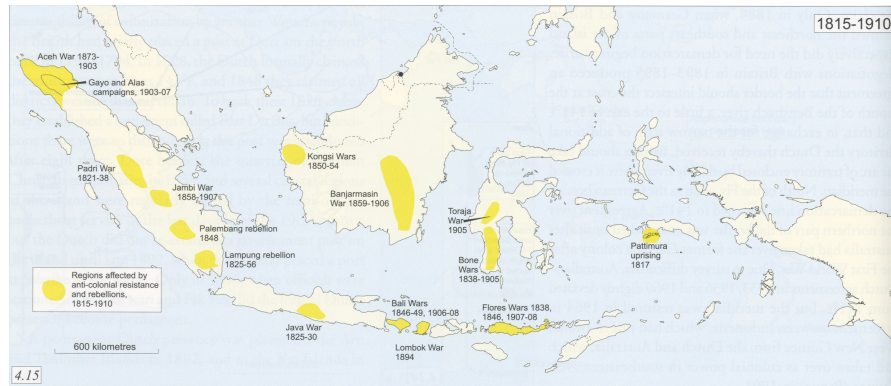 1815-1910
Aceh War 1873-
1903
Gayo and Alas
campaigns, 1903-07
Kongsi Wars
1850-54
Padri War
1821-38
Jambi War
1858-1907
Banjarmasin
War 1859-1906
Toraja
War
1905
Palembang rebellion
1848
Pattimura
uprising
1817
Lampung rebellion
1825-56
Bone
Wars
1838-1905
Regions affected by
anti-colonial resistance
and rebellions,
1815-1910
Bali Wars
1846-49, 1906-08
Flores Wars 1838,
1846, 1907-08
Java War
1825-30
Lombok War
1894
600 kilometres
4.15